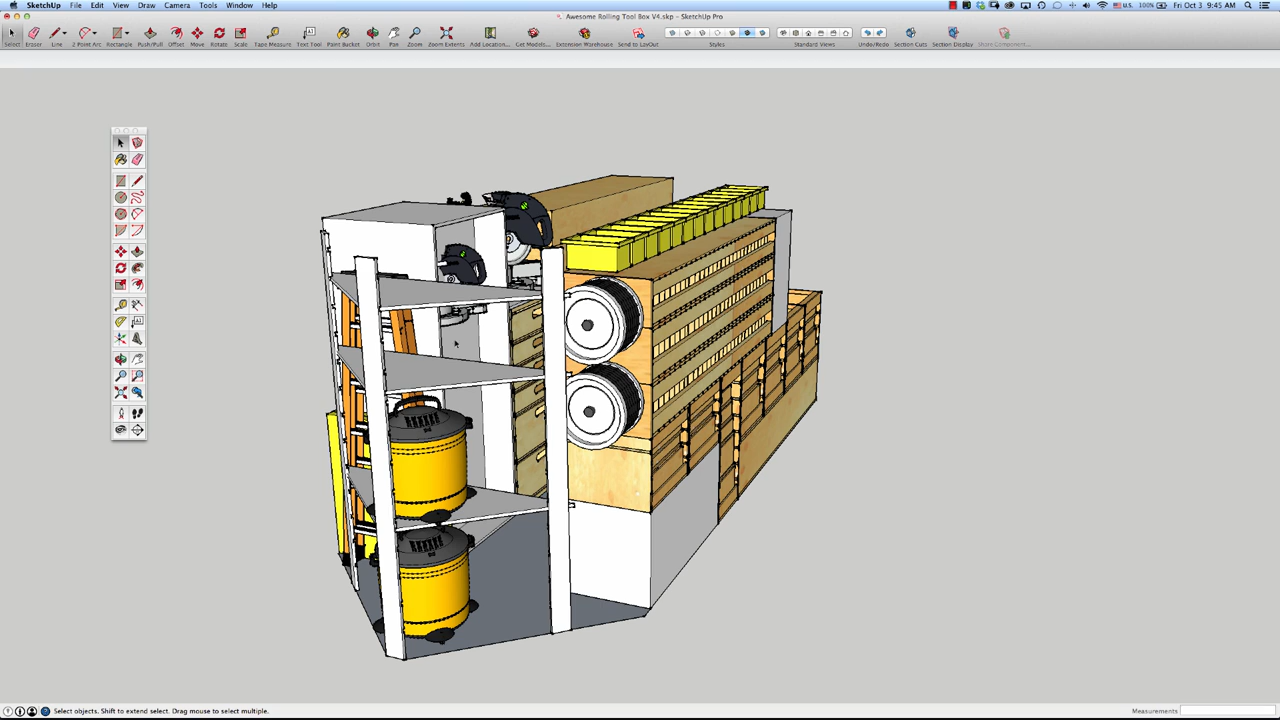 SketchUp File Edit View Draw Camera Tools Window Help U.S. 100% Fri Oct 3 9:45 AM
Awesome Rolling Tool Box V4.skp - SketchUp Pro
Select Eraser Line 2 Point Arc Rectangle Push/Pull Offset Move Rotate Scale Tape Measure Text Tool Paint Bucket Orbit Pan Zoom Zoom Extents Add Location... Get Models... Extension Warehouse Send to LayOut Styles Standard Views Undo/Redo Section Cuts Section Display Share Component...
Select objects. Shift to extend select. Drag mouse to select multiple. Measurements